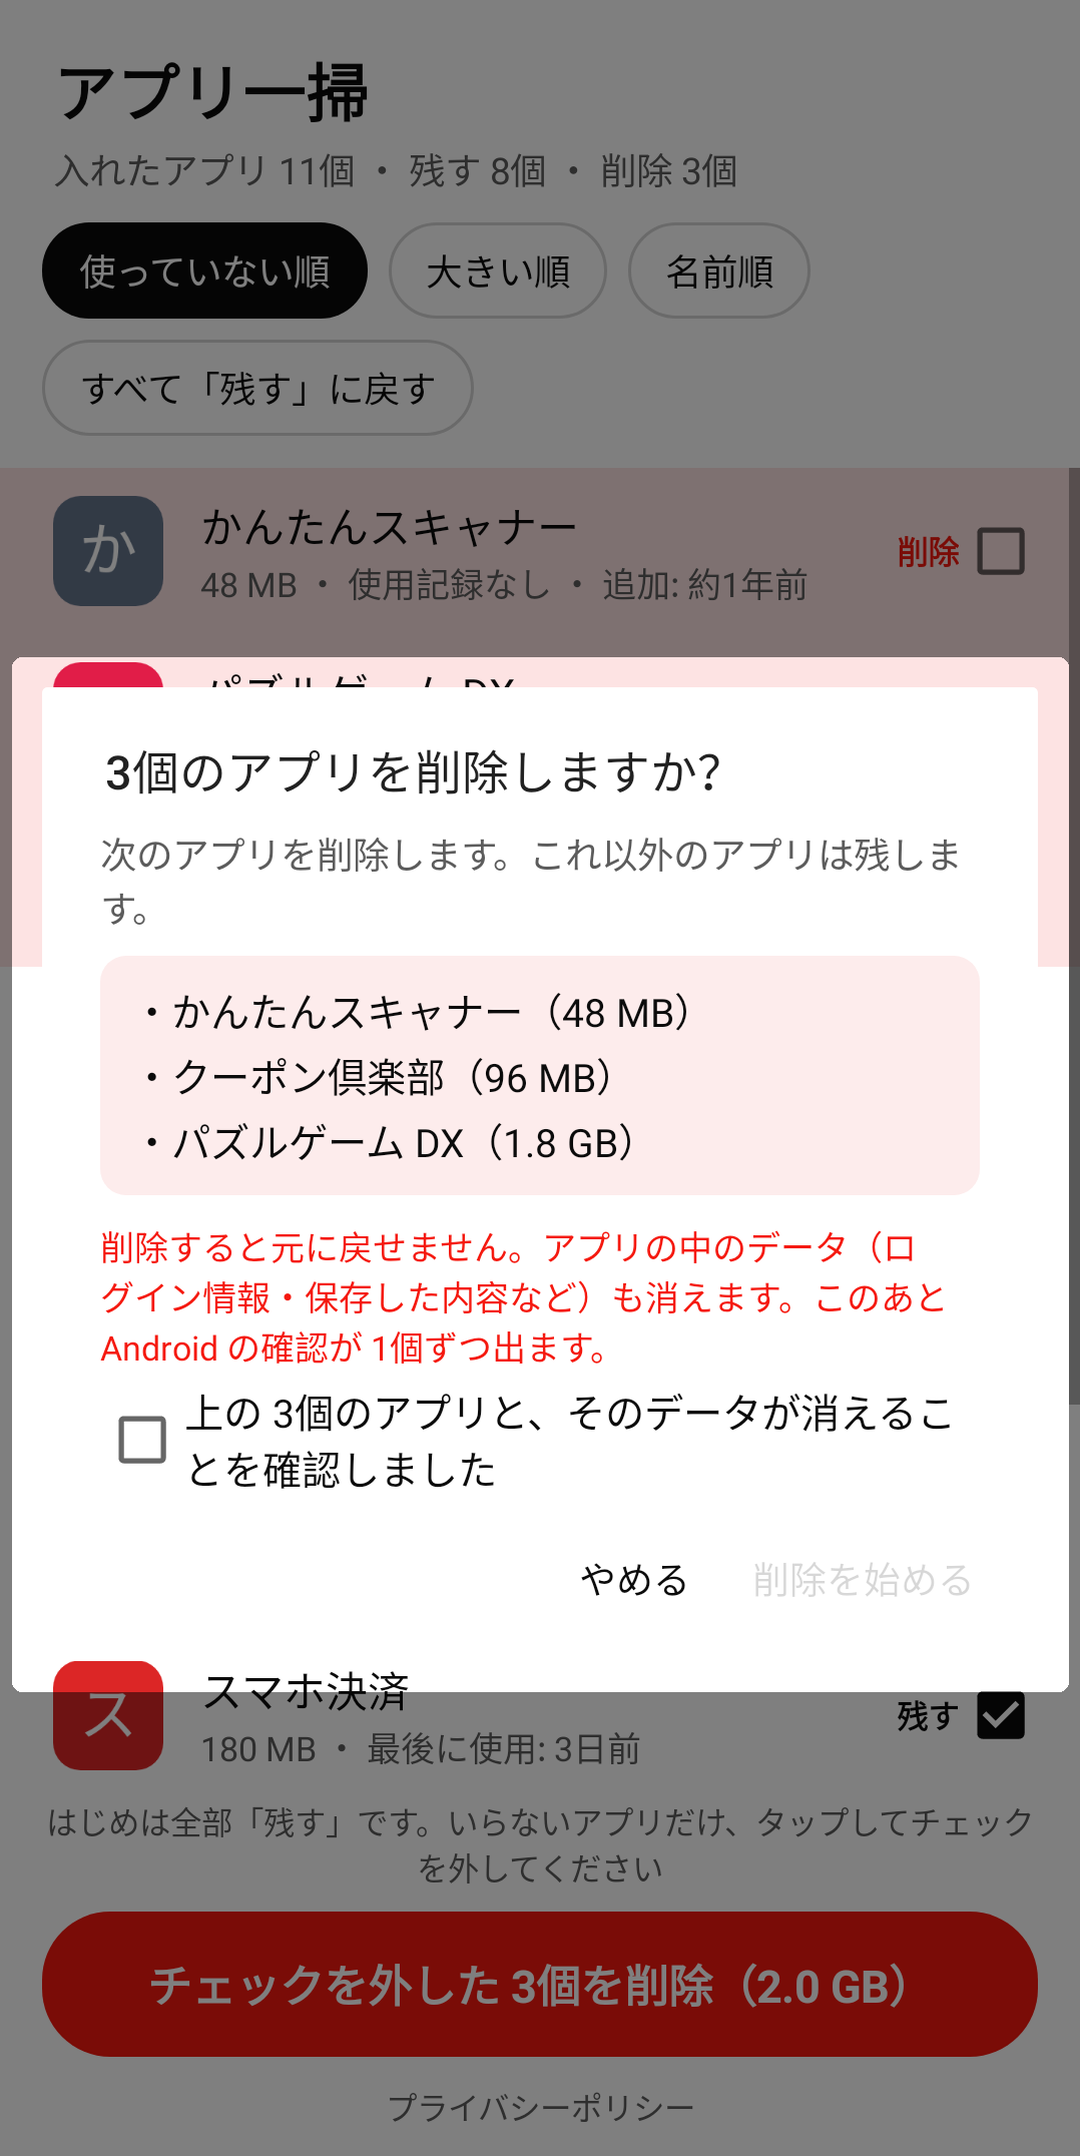 アプリ一掃
入れたアプリ 11個 ・ 残す 8個 ・ 削除 3個
使っていない順
大きい順
名前順
すべて「残す」に戻す
か
かんたんスキャナー
48 MB ・ 使用記録なし ・ 追加: 約1年前
削除
パズルゲーム DX
3個のアプリを削除しますか?
次のアプリを削除します。これ以外のアプリは残しま
す。
・かんたんスキャナー（48 MB）
・クーポン倶楽部（96 MB）
・パズルゲーム DX（1.8 GB）
削除すると元に戻せません。アプリの中のデータ（ロ
グイン情報・保存した内容など）も消えます。このあと
Android の確認が 1個ずつ出ます。
上の 3個のアプリと、そのデータが消えるこ
とを確認しました
やめる
削除を始める
ス
スマホ決済
180 MB ・ 最後に使用: 3日前
残す
はじめは全部「残す」です。いらないアプリだけ、タップしてチェック
を外してください
チェックを外した 3個を削除（2.0 GB）
プライバシーポリシー